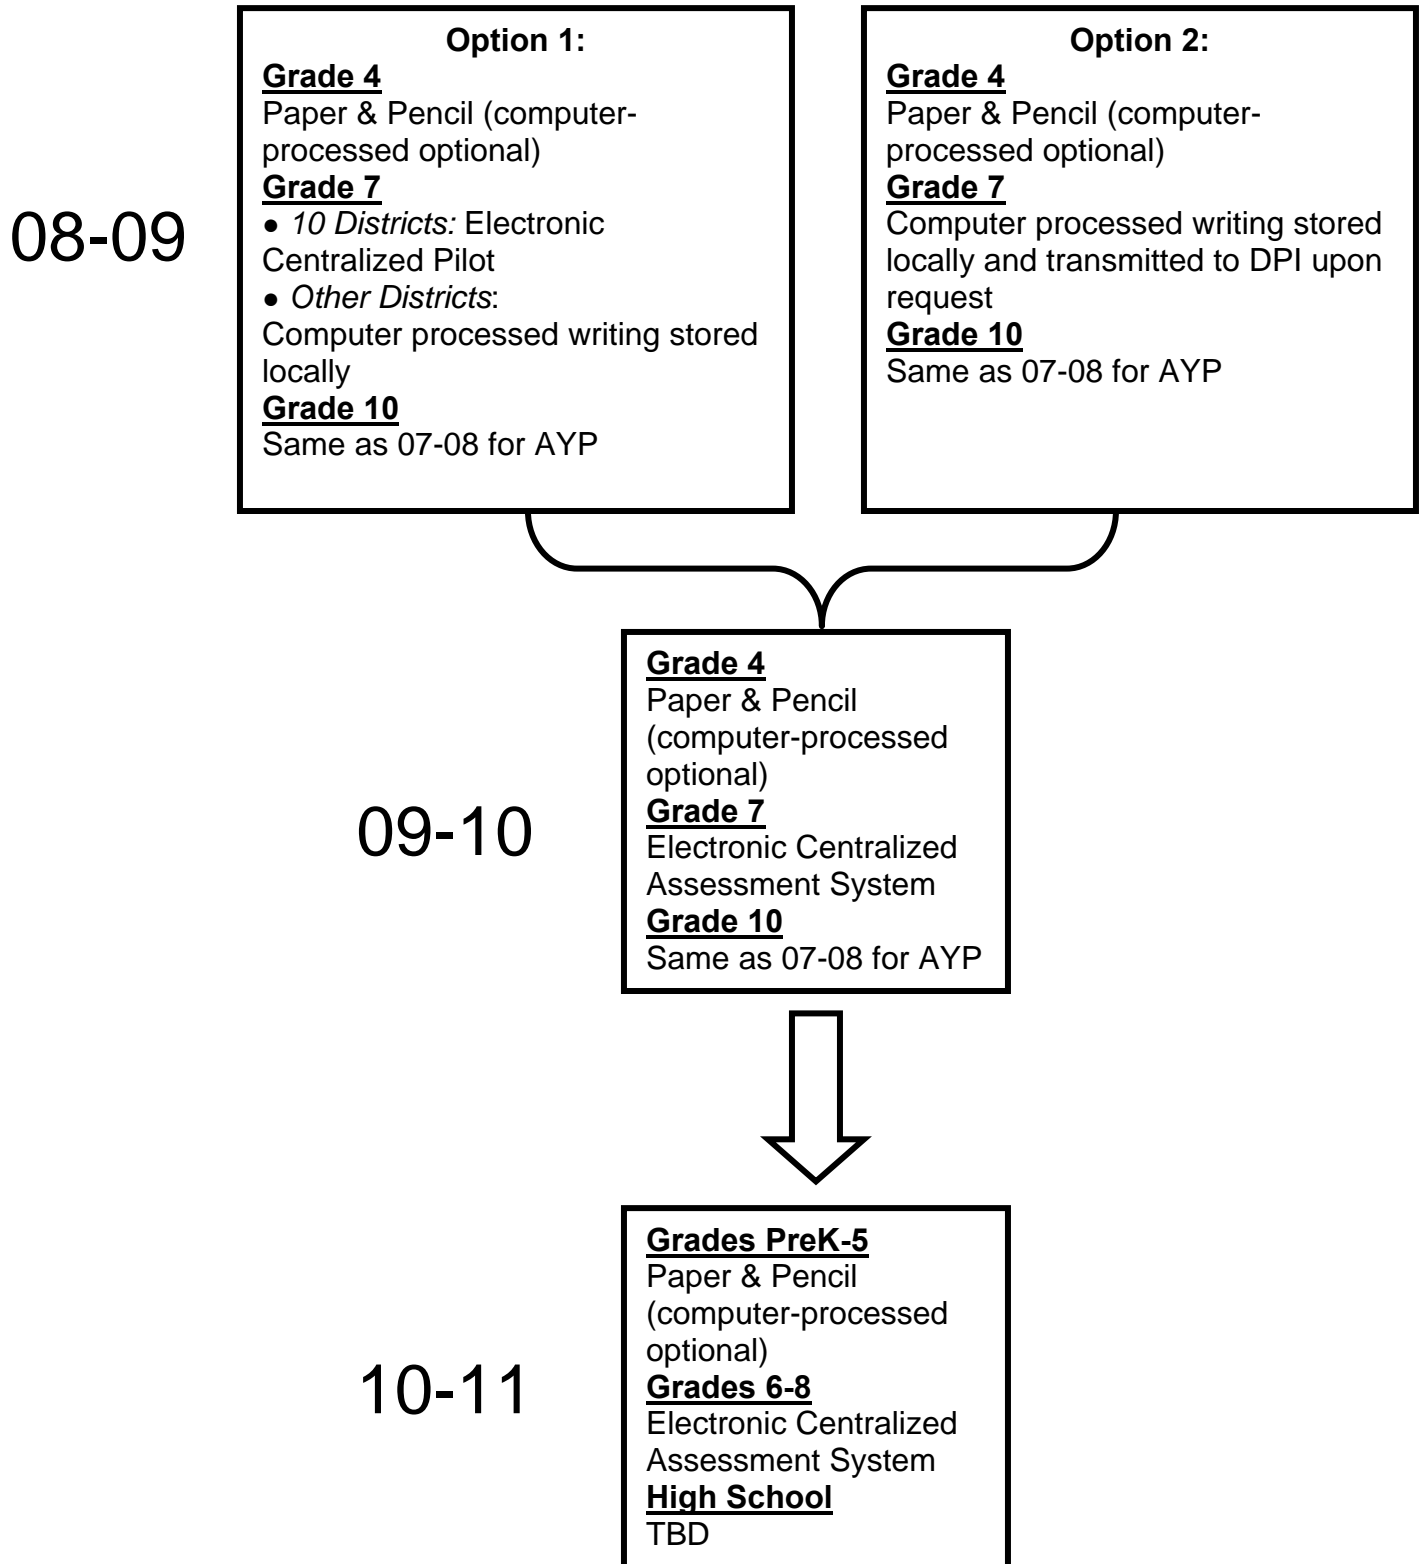 08-09
Option 1:
Grade 4
Paper & Pencil (computer-
processed optional)
Grade 7
● 10 Districts: Electronic
Centralized Pilot
● Other Districts:
Computer processed writing stored
locally
Grade 10
Same as 07-08 for AYP
Option 2:
Grade 4
Paper & Pencil (computer-
processed optional)
Grade 7
Computer processed writing stored
locally and transmitted to DPI upon
request
Grade 10
Same as 07-08 for AYP
09-10
Grade 4
Paper & Pencil
(computer-processed
optional)
Grade 7
Electronic Centralized
Assessment System
Grade 10
Same as 07-08 for AYP
10-11
Grades PreK-5
Paper & Pencil
(computer-processed
optional)
Grades 6-8
Electronic Centralized
Assessment System
High School
TBD